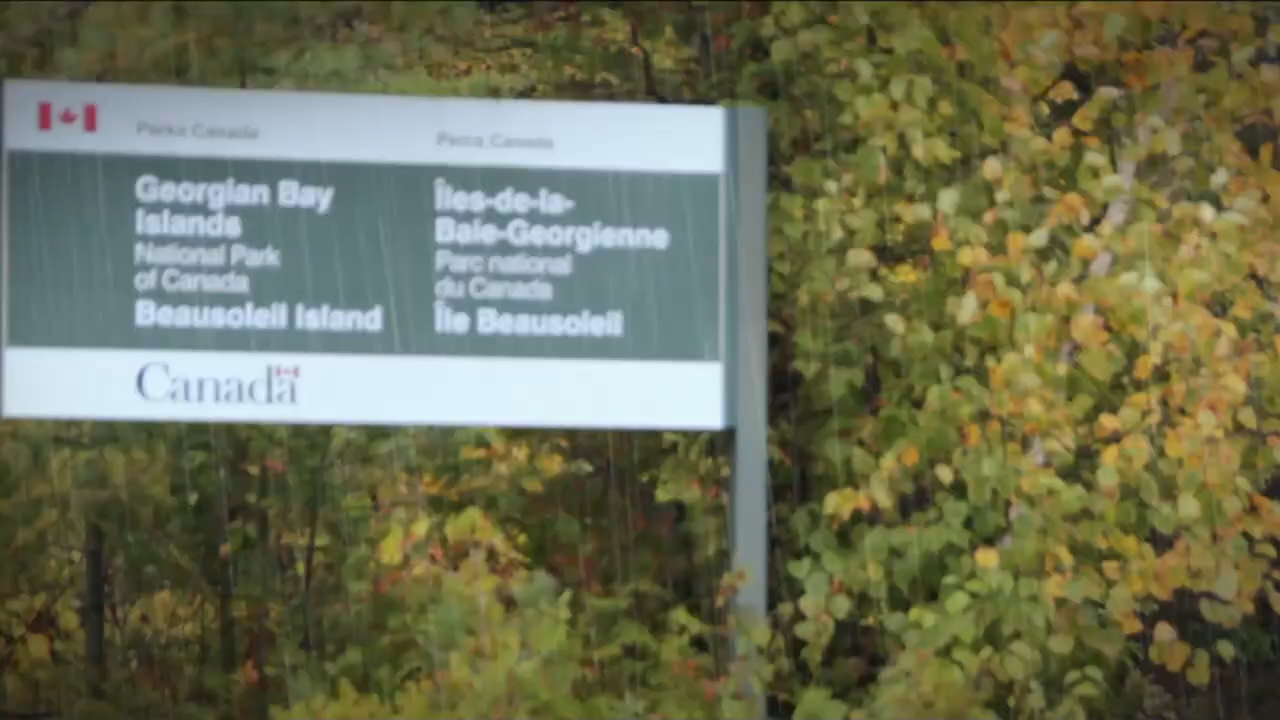 Parks Canada
Parcs Canada
Georgian Bay
Islands
National Park
of Canada
Beausoleil Island
Îles-de-la-
Baie-Georgienne
Parc national
du Canada
Île Beausoleil
Canada